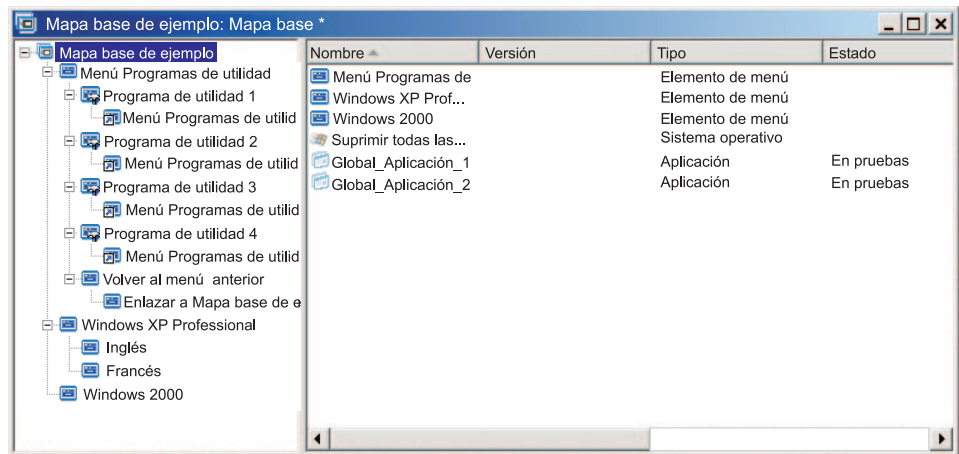 Mapa base de ejemplo: Mapa base *
Mapa base de ejemplo
Menú Programas de utilidad
Programa de utilidad 1
Menú Programas de utilid
Programa de utilidad 2
Menú Programas de utilid
Programa de utilidad 3
Menú Programas de utilid
Programa de utilidad 4
Menú Programas de utilid
Volver al menú anterior
Enlazar a Mapa base de e
Windows XP Professional
Inglés
Francés
Windows 2000
Nombre Versión Tipo Estado
Menú Programas de Elemento de menú
Windows XP Prof... Elemento de menú
Windows 2000 Elemento de menú
Suprimir todas las... Sistema operativo
Global_Aplicación_1 Aplicación En pruebas
Global_Aplicación_2 Aplicación En pruebas